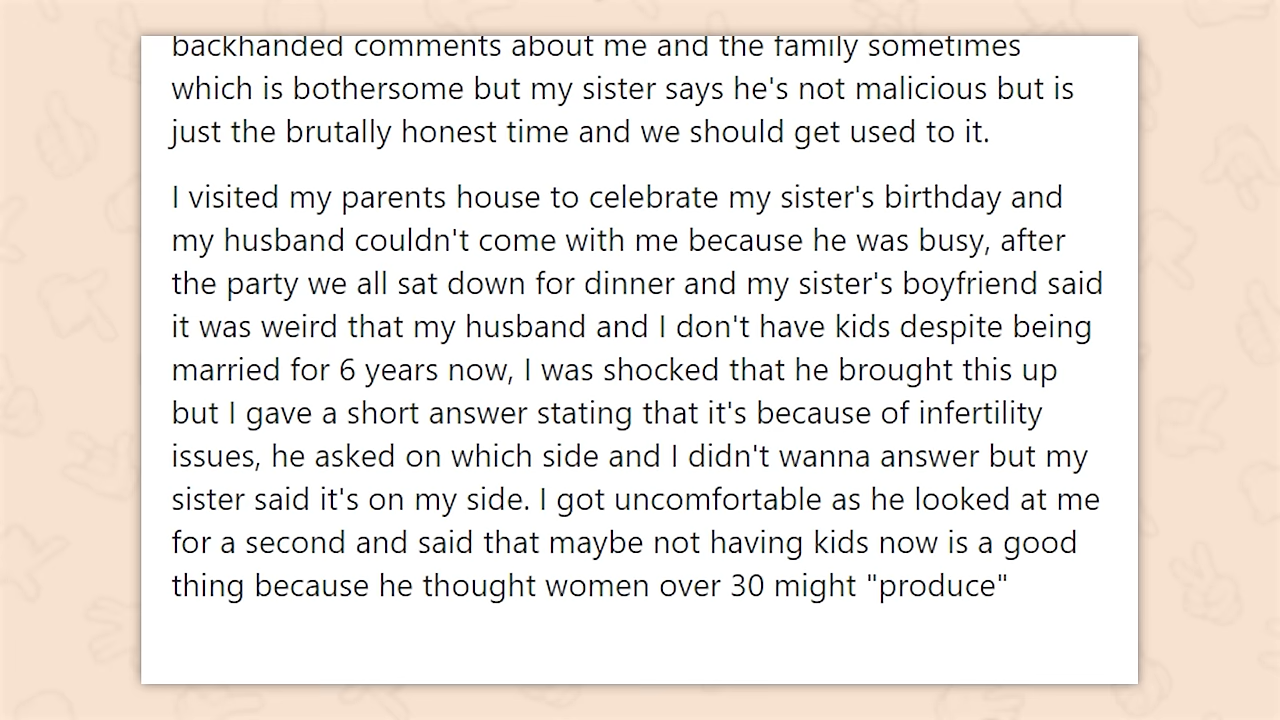 backhanded comments about me and the family sometimes
which is bothersome but my sister says he's not malicious but is
just the brutally honest time and we should get used to it.
I visited my parents house to celebrate my sister's birthday and
my husband couldn't come with me because he was busy, after
the party we all sat down for dinner and my sister's boyfriend said
it was weird that my husband and I don't have kids despite being
married for 6 years now, I was shocked that he brought this up
but I gave a short answer stating that it's because of infertility
issues, he asked on which side and I didn't wanna answer but my
sister said it's on my side. I got uncomfortable as he looked at me
for a second and said that maybe not having kids now is a good
thing because he thought women over 30 might "produce"